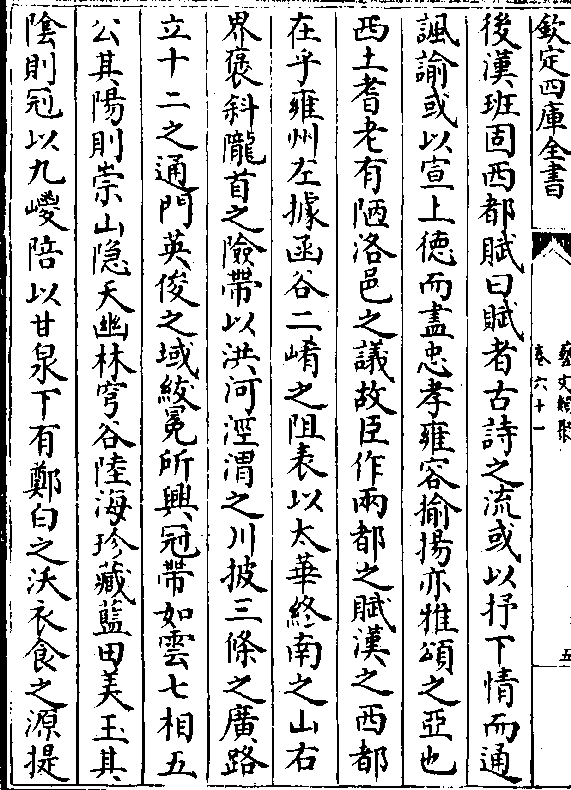 欽定四庫全書
藝文類聚
卷六十一
五
後漢班固西都賦曰賦者古詩之流或以抒下情而通
諷諭或以宣上德而盡忠孝雍容揄揚亦雅頌之亞也
西土耆老有陋洛邑之議故臣作兩都之賦漢之西都
在乎雍州左據函谷二崤之阻表以太華終南之山右
界褒斜隴首之險帶以洪河涇渭之川披三條之廣路
立十二之通門英俊之域紱冕所興冠帶如雲七相五
公其陽則崇山隐天幽林穹谷陸海珍藏藍田美玉其
陰則冠以九嵕陪以甘泉下有鄭白之沃衣食之源提